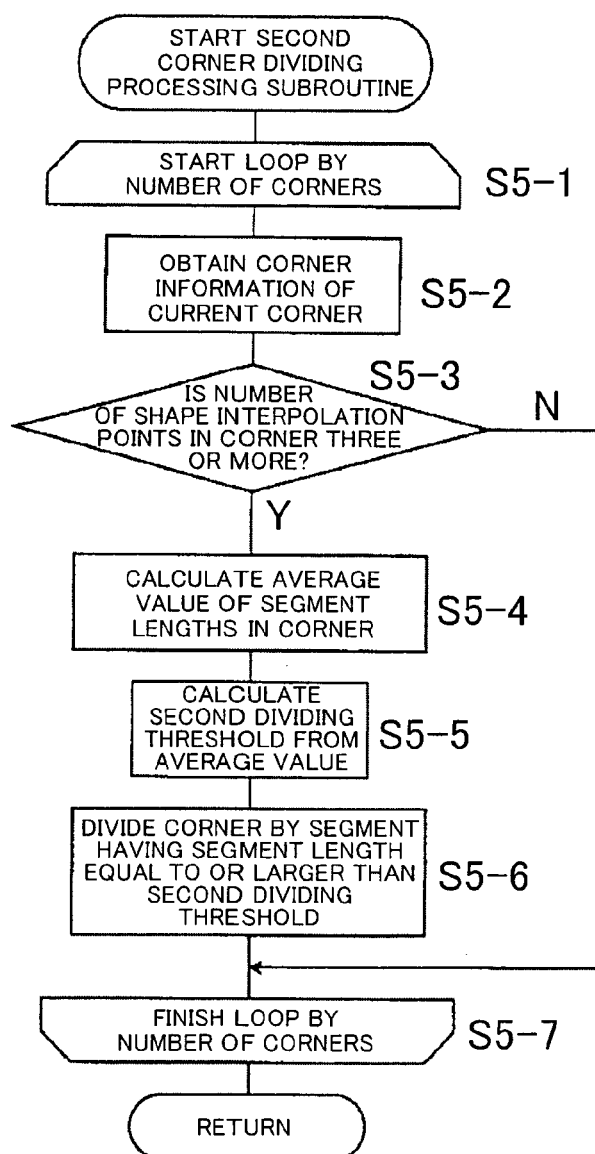 START SECOND
CORNER DIVIDING
PROCESSING SUBROUTINE
START LOOP BY
NUMBER OF CORNERS
S5-1
OBTAIN CORNER
INFORMATION OF
CURRENT CORNER
S5-2
S5-3
IS NUMBER
OF SHAPE INTERPOLATION
POINTS IN CORNER THREE
OR MORE?
N
Y
CALCULATE AVERAGE
VALUE OF SEGMENT
LENGTHS IN CORNER
S5-4
CALCULATE
SECOND DIVIDING
THRESHOLD FROM
AVERAGE VALUE
S5-5
DIVIDE CORNER BY SEGMENT
HAVING SEGMENT LENGTH
EQUAL TO OR LARGER THAN
SECOND DIVIDING
THRESHOLD
S5-6
FINISH LOOP BY
NUMBER OF CORNERS
S5-7
RETURN